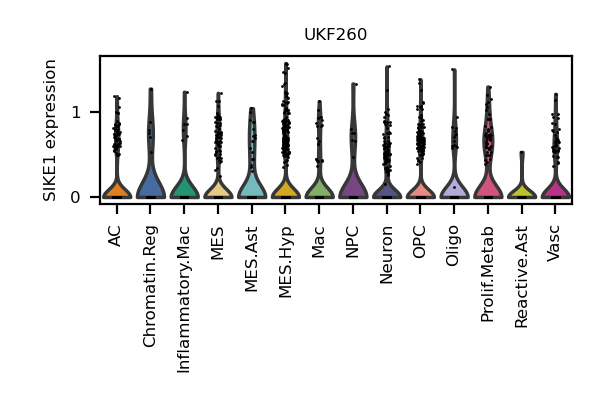 UKF260
SIKE1 expression
1
0
AC
Chromatin.Reg
Inflammatory.Mac
MES
MES.Ast
MES.Hyp
Mac
NPC
Neuron
OPC
Oligo
Prolif.Metab
Reactive.Ast
Vasc